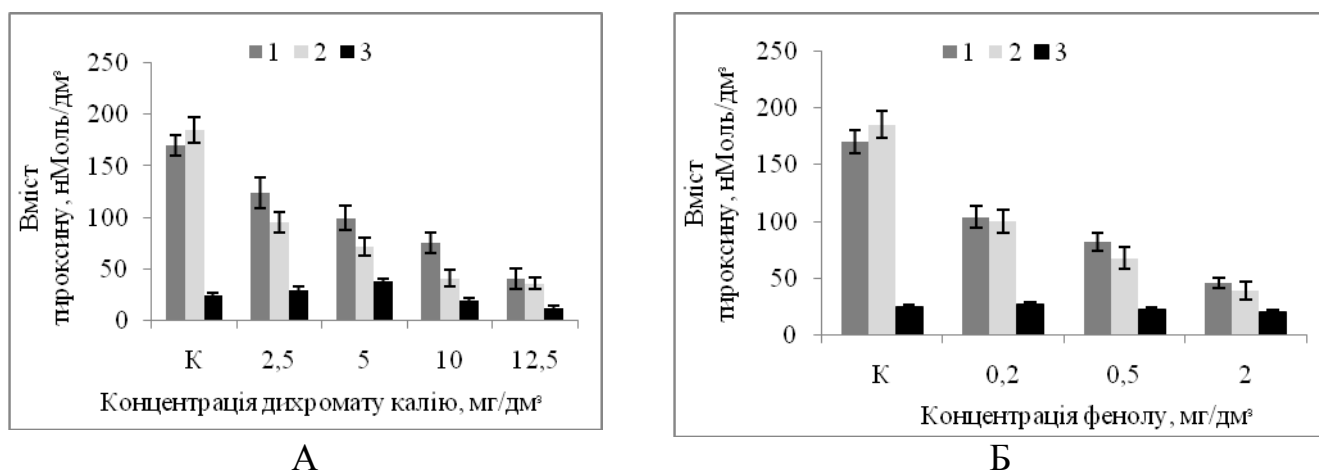 1 2 3
250
200
150
100
50
0
Вміст
тироксину, нМоль/дм³
К 2,5 5 10 12,5
Концентрація дихромату калію, мг/дм³
А
1 2 3
250
200
150
100
50
0
Вміст
тироксину, нМоль/дм³
К 0,2 0,5 2
Концентрація фенолу, мг/дм³
Б